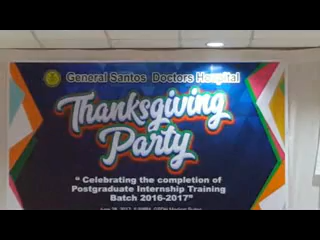 General Santos Doctors Hospital
Thanksgiving
Party
“ Celebrating the completion of
Postgraduate Internship Training
Batch 2016-2017”